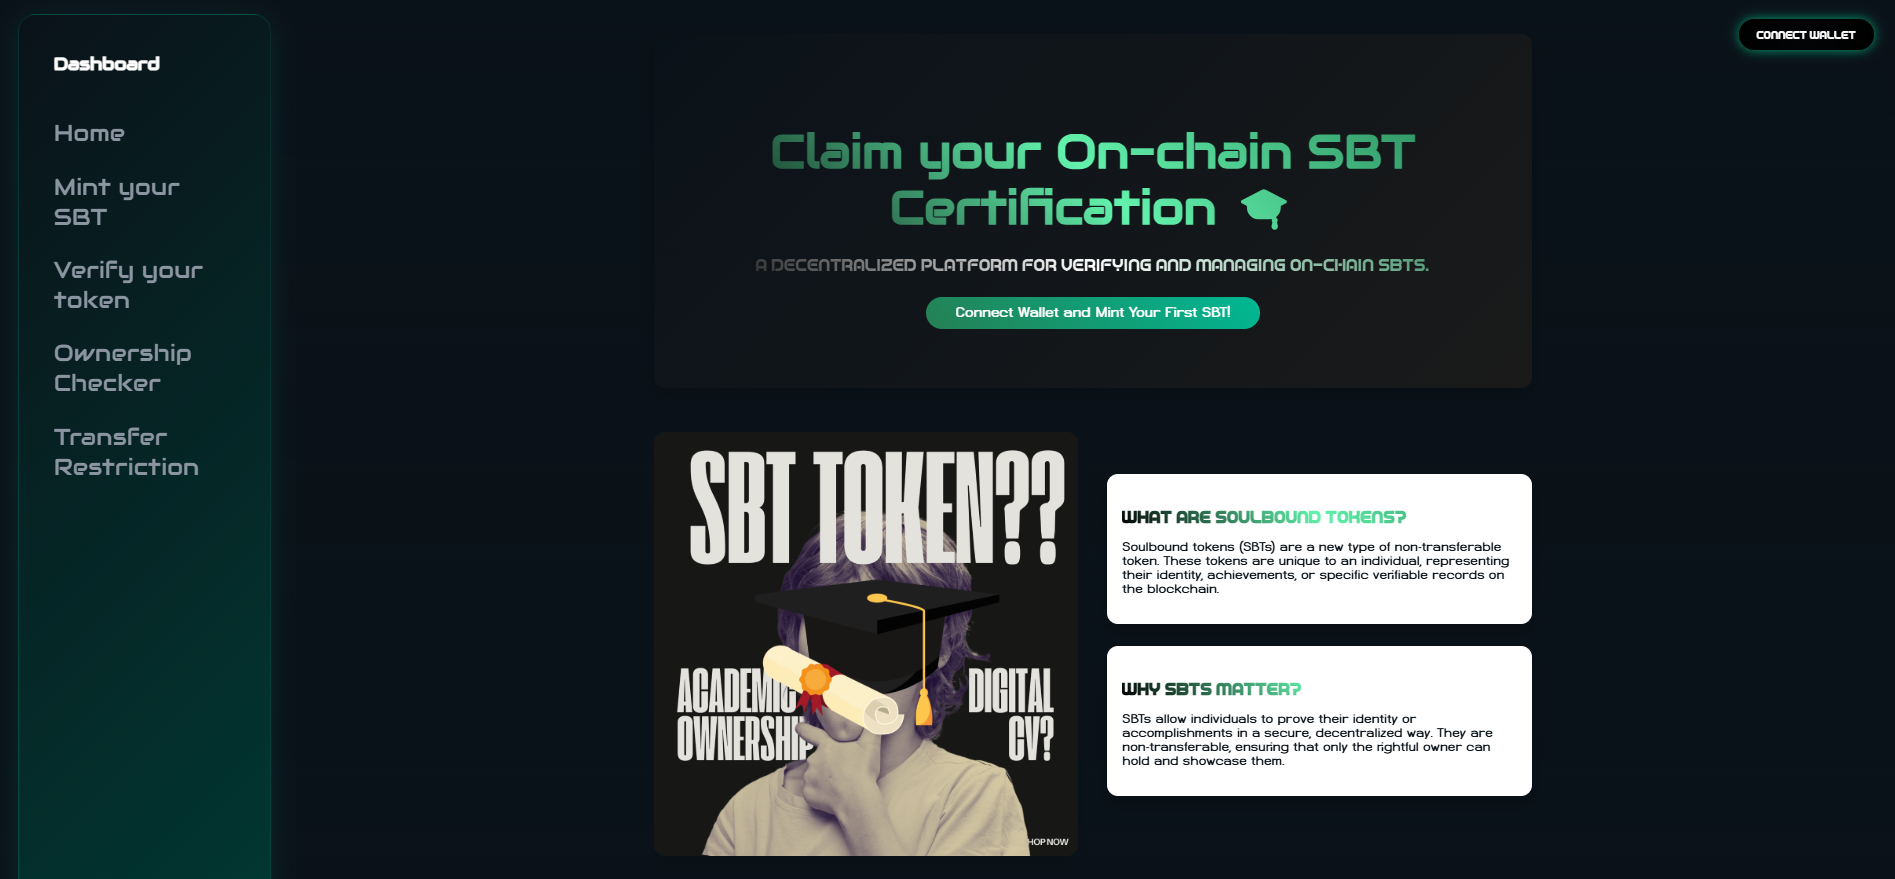 Dashboard
Home
Mint your
SBT
Verify your
token
Ownership
Checker
Transfer
Restriction
CONNECT WALLET
Claim your On-chain SBT
Certification
A DECENTRALIZED PLATFORM FOR VERIFYING AND MANAGING ON-CHAIN SBTS.
Connect Wallet and Mint Your First SBT!
SBT TOKEN??
ACADEMIC
OWNERSHIP
DIGITAL
CV?
HOP NOW
WHAT ARE SOULBOUND TOKENS?
Soulbound tokens (SBTs) are a new type of non-transferable
token. These tokens are unique to an individual, representing
their identity, achievements, or specific verifiable records on
the blockchain.
WHY SBTS MATTER?
SBTs allow individuals to prove their identity or
accomplishments in a secure, decentralized way. They are
non-transferable, ensuring that only the rightful owner can
hold and showcase them.